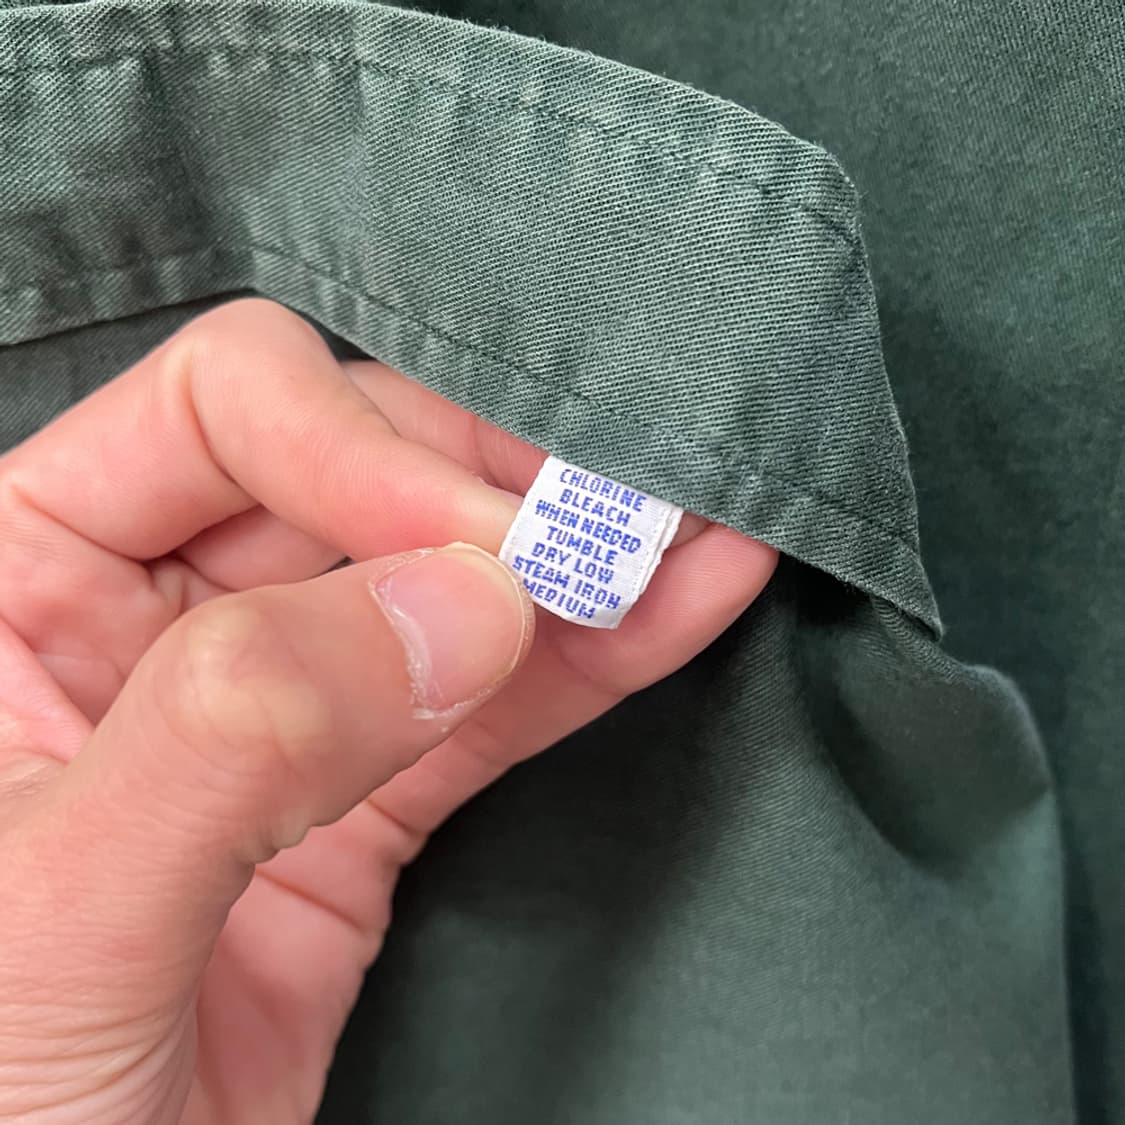 CHLORINE
BLEACH
WHEN NEEDED
TUMBLE
DRY LOW
STEAM IRON
MEDIUM